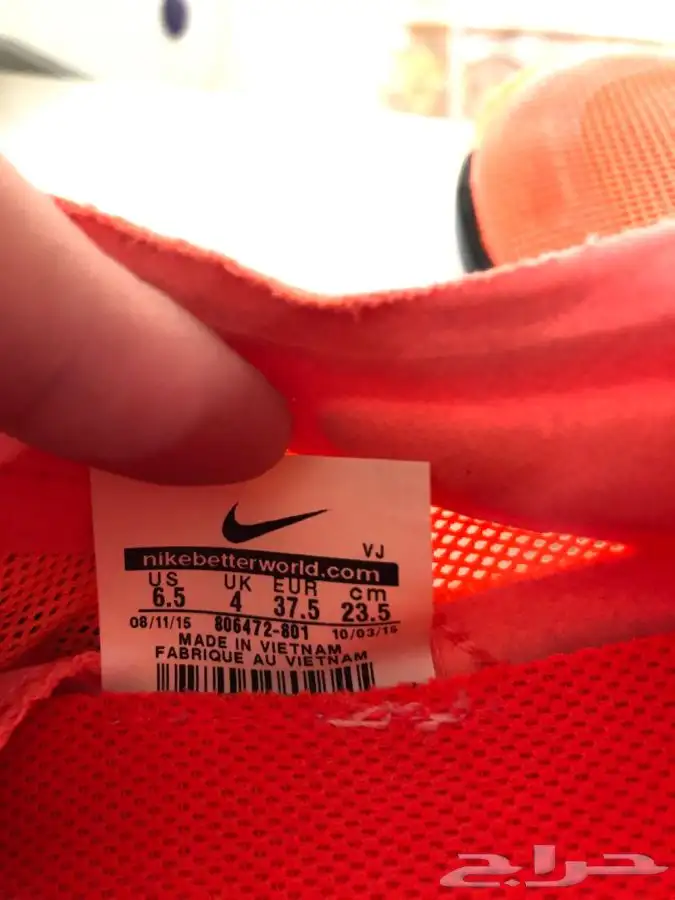 VJ
nikebetterworld.com
US UK EUR cm
6.5 4 37.5 23.5
08/11/15 806472-801 10/03/15
MADE IN VIETNAM
FABRIQUE AU VIETNAM
حراج